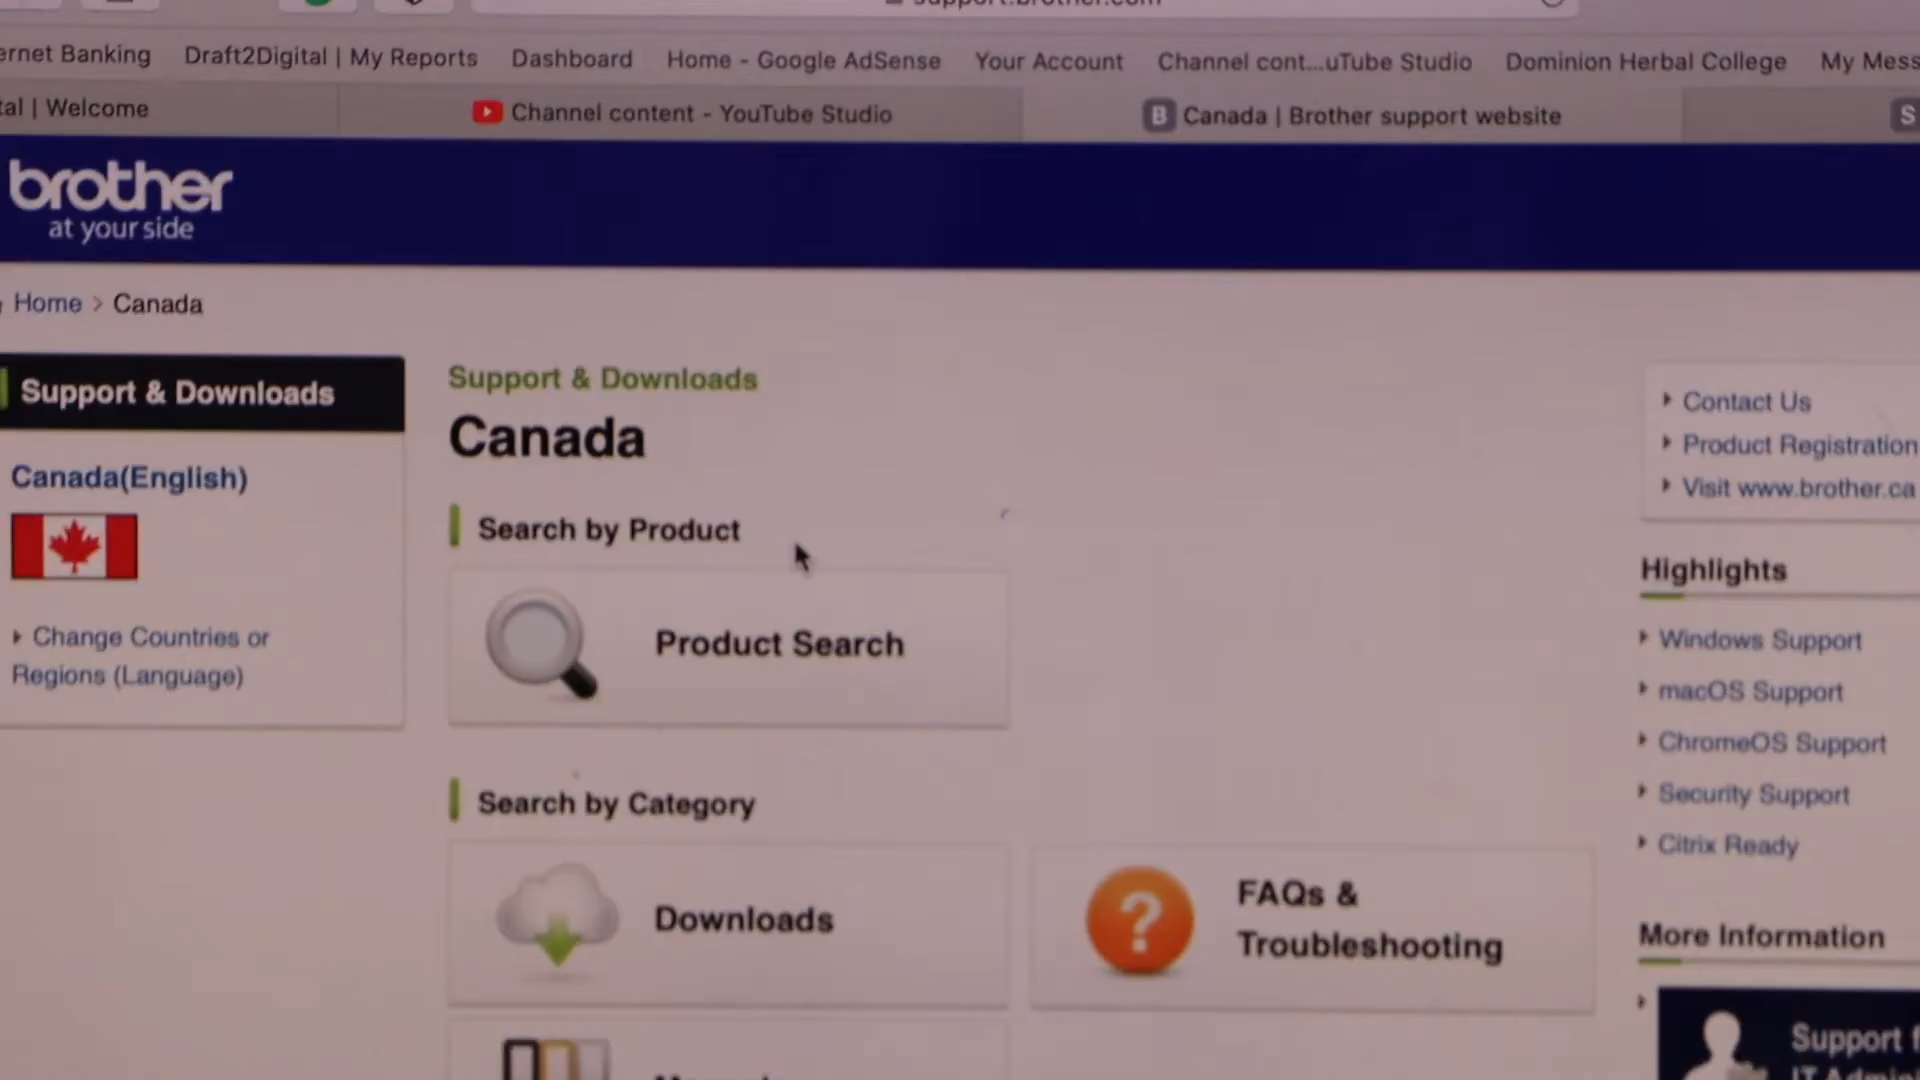 ernet Banking
Draft2Digital | My Reports
Dashboard
Home - Google AdSense
Your Account
Channel cont...uTube Studio
Dominion Herbal College
My Mess
tal | Welcome
Channel content - YouTube Studio
B
Canada | Brother support website
S
brother
at your side
Home > Canada
Support & Downloads
Canada(English)
Change Countries or
Regions (Language)
Support & Downloads
Canada
Search by Product
Product Search
Search by Category
Downloads
FAQs &
Troubleshooting
Contact Us
Product Registration
Visit www.brother.ca
Highlights
Windows Support
macOS Support
ChromeOS Support
Security Support
Citrix Ready
More Information
Support f